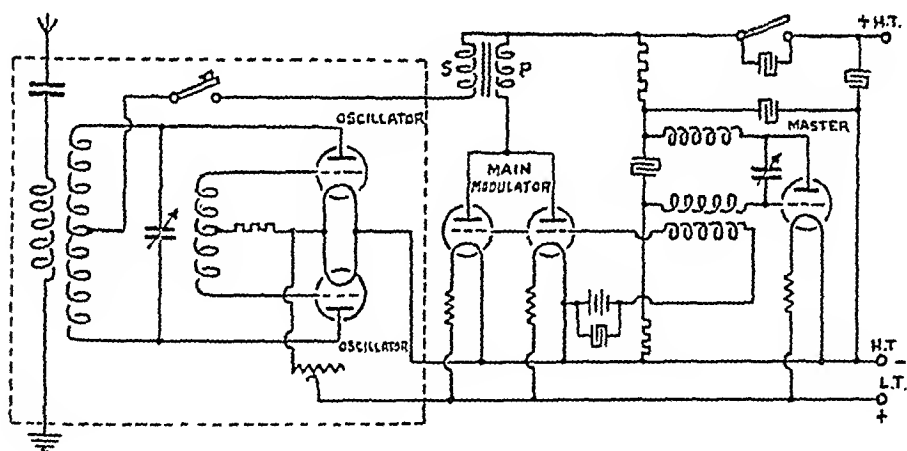 + H.T.
S P
OSCILLATOR
MASTER
MAIN
MODULATOR
OSCILLATOR
H.T
-
L.T.
+